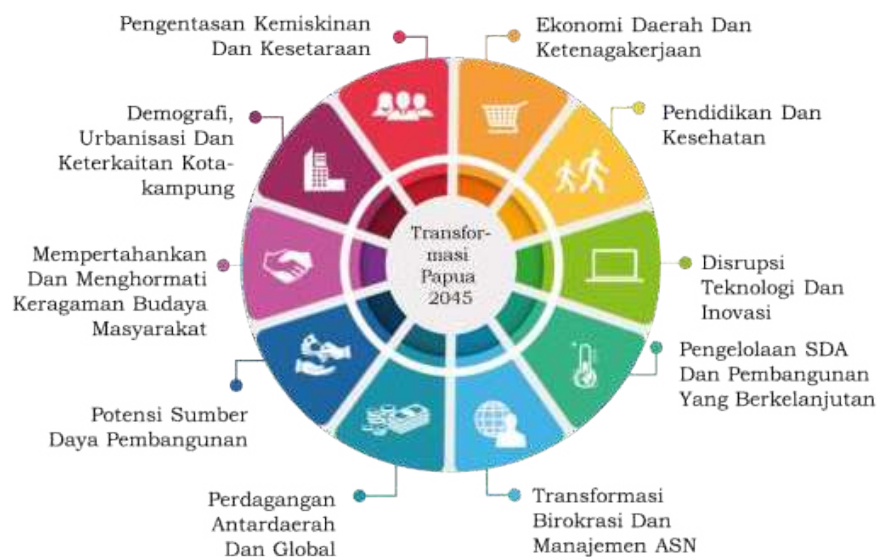 Pengentasan Kemiskinan
Dan Kesetaraan
Ekonomi Daerah Dan
Ketenagakerjaan
Pendidikan Dan
Kesehatan
Disrupsi
Teknologi Dan
Inovasi
Pengelolaan SDA
Dan Pembangunan
Yang Berkelanjutan
Transformasi
Birokrasi Dan
Manajemen ASN
Perdagangan
Antardaerah
Dan Global
Potensi Sumber
Daya Pembangunan
Mempertahankan
Dan Menghormati
Keragaman Budaya
Masyarakat
Demografi,
Urbanisasi Dan
Keterkaitan Kota-
kampung
Transfor-
masi
Papua
2045